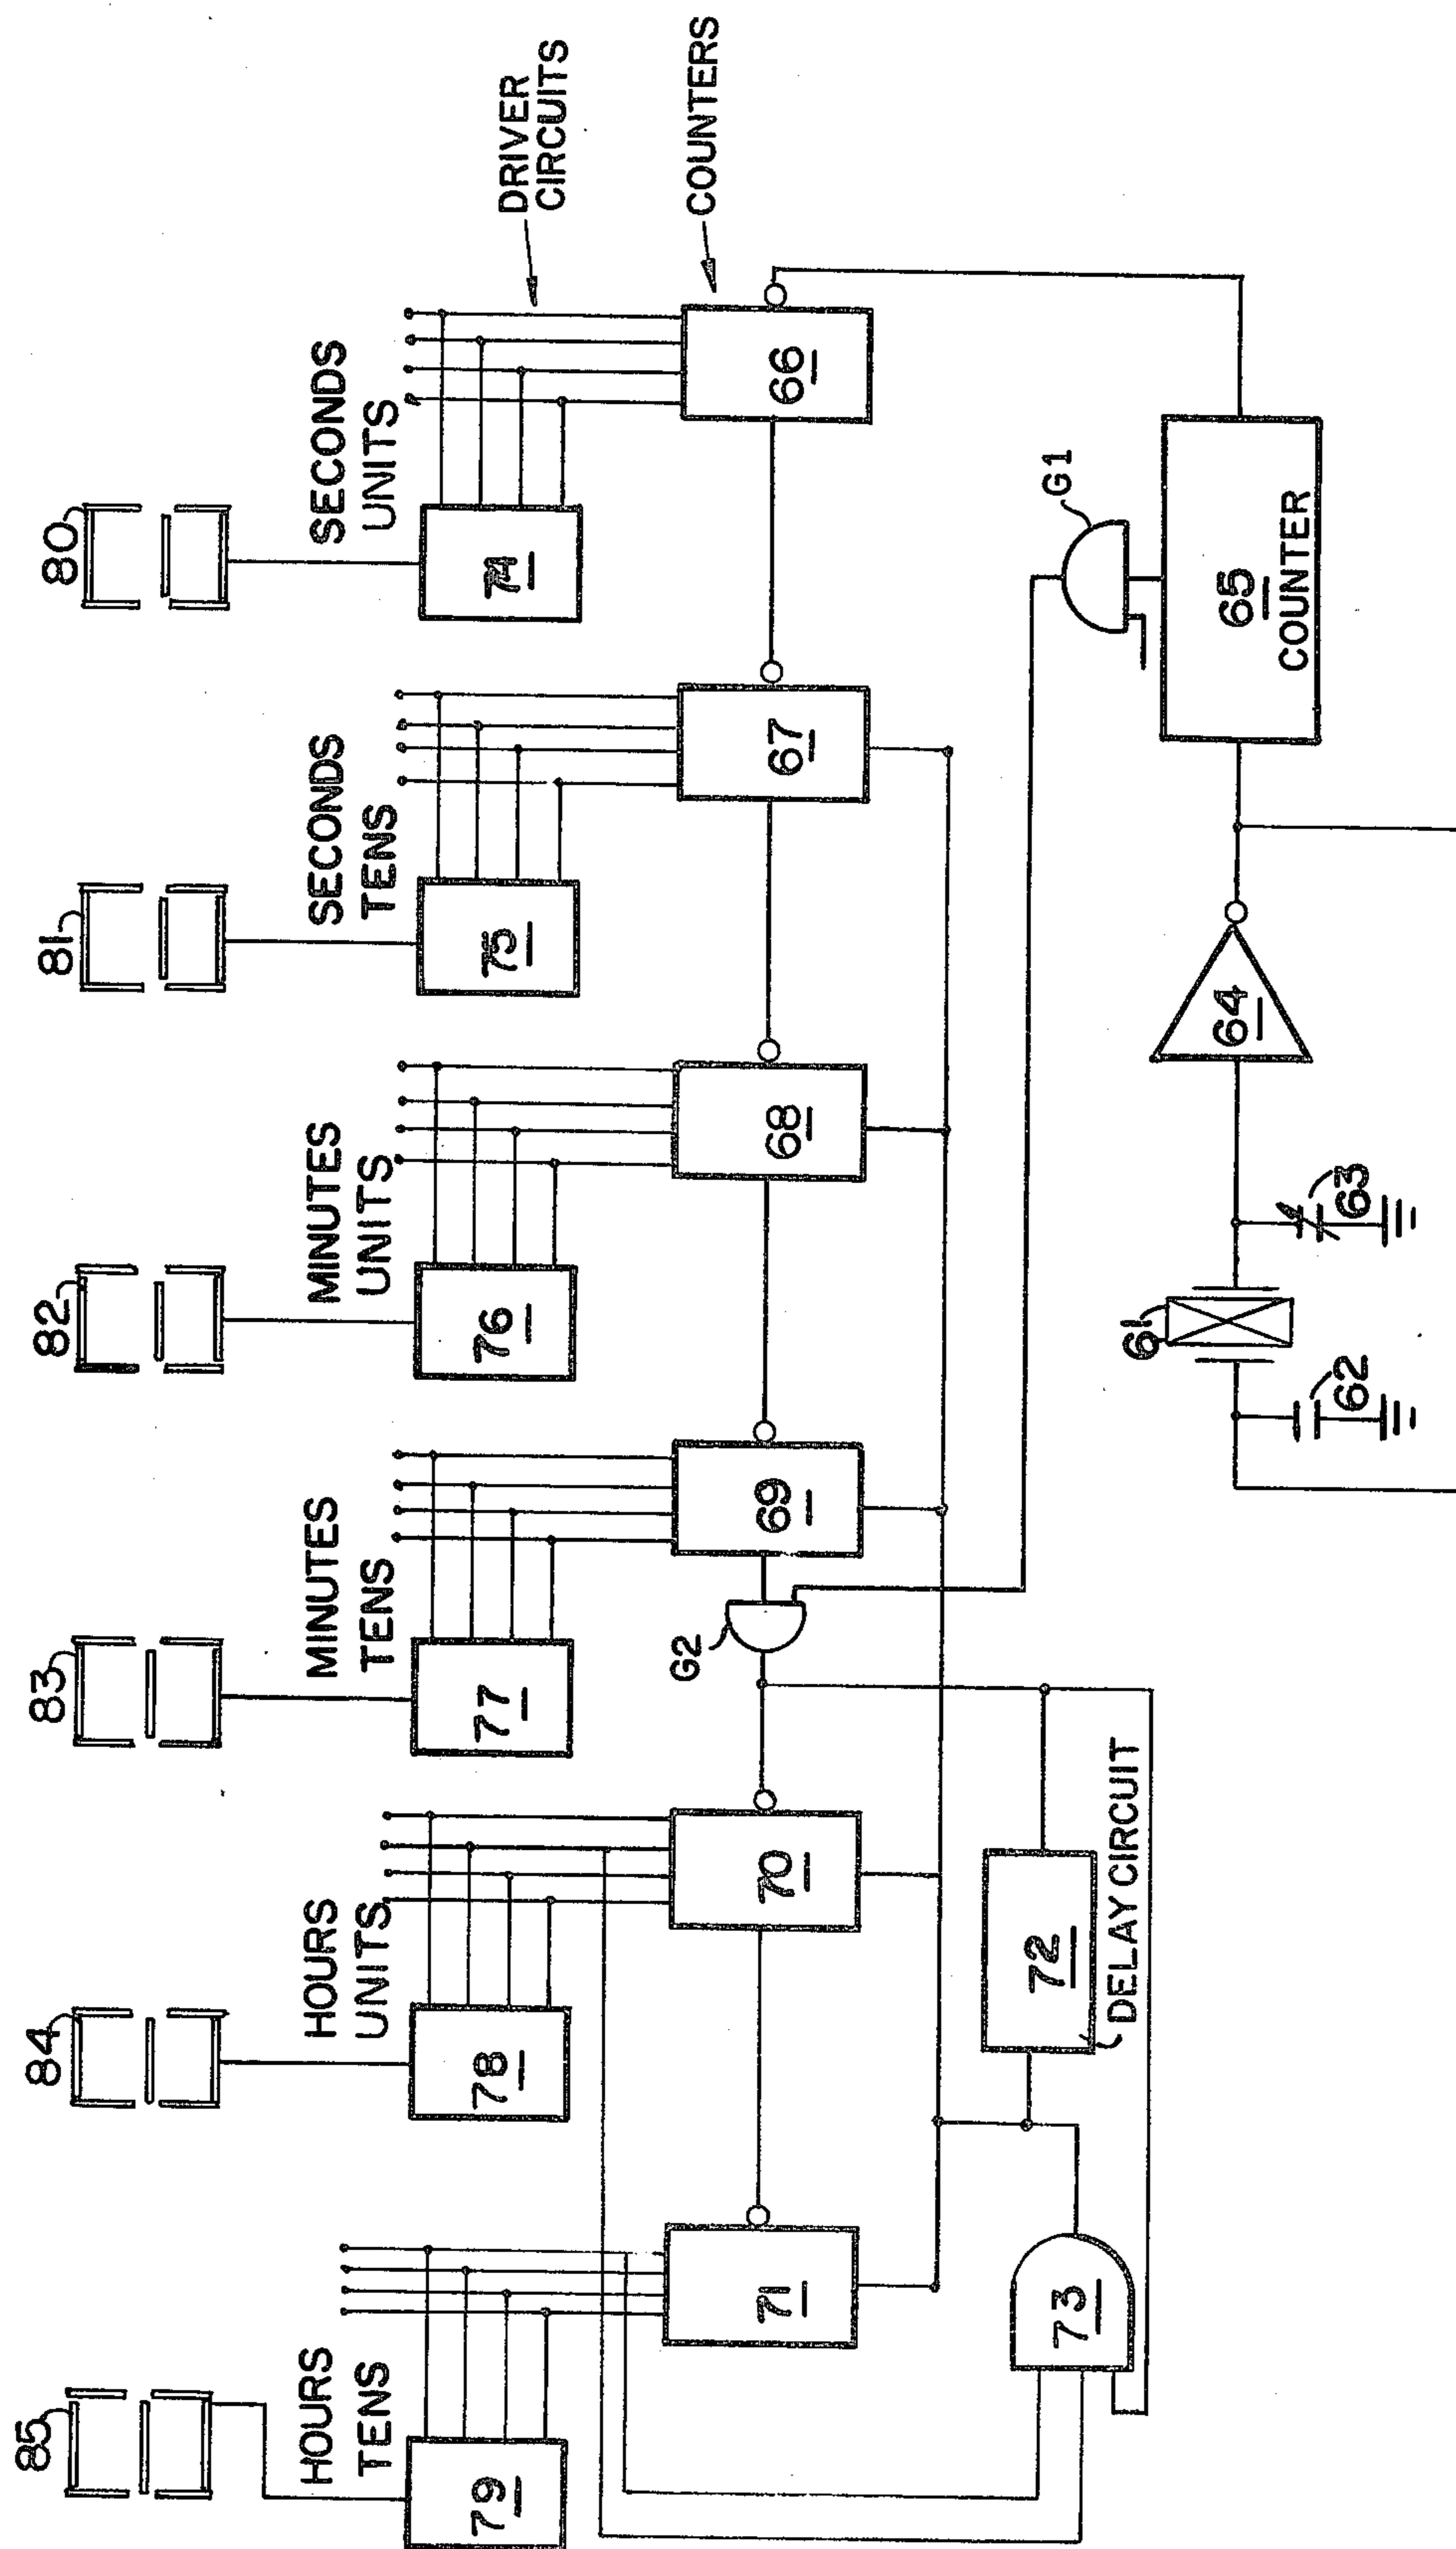 85
84
83
82
81
80
HOURS
TENS
HOURS
UNITS
MINUTES
TENS
MINUTES
UNITS
SECONDS
TENS
SECONDS
UNITS
DRIVER
CIRCUITS
79
78
77
76
75
74
COUNTERS
71
70
G2
69
68
67
66
73
72
DELAY CIRCUIT
G1
61
62
63
64
65
COUNTER